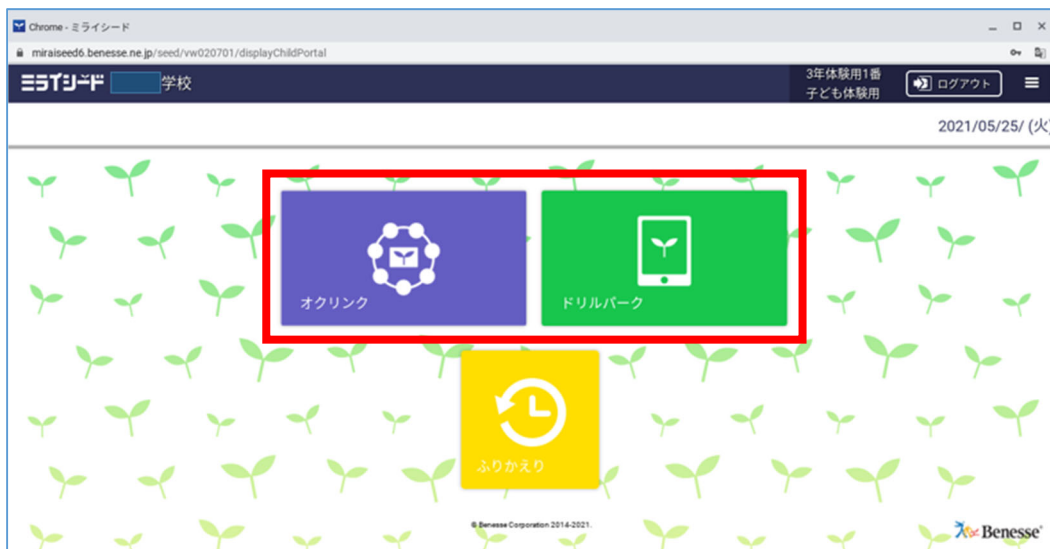 Chrome - ミライシード
miraiseed6.benesse.ne.jp/seed/vw020701/displayChildPortal
ミライシード 学校
3年体験用1番
子ども体験用
ログアウト
2021/05/25/ (火)
オクリンク
ドリルパーク
ふりかえり
© Benesse Corporation 2014-2021.
Benesse®